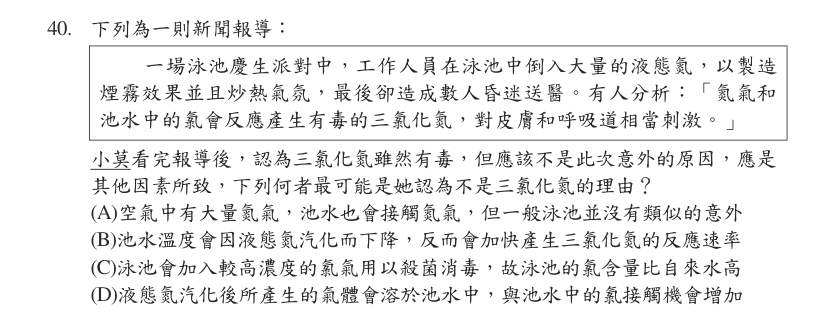 40. 下列為一則新聞報導：
一場泳池慶生派對中，工作人員在泳池中倒入大量的液態氮，以製造
煙霧效果並且炒熱氣氛，最後卻造成數人昏迷送醫。有人分析：「氮氣和
池水中的氯會反應產生有毒的三氯化氮，對皮膚和呼吸道相當刺激。」
小莫看完報導後，認為三氯化氮雖然有毒，但應該不是此次意外的原因，應是
其他因素所致，下列何者最可能是她認為不是三氯化氮的理由？
(A)空氣中有大量氮氣，池水也會接觸氮氣，但一般泳池並沒有類似的意外
(B)池水溫度會因液態氮汽化而下降，反而會加快產生三氯化氮的反應速率
(C)泳池會加入較高濃度的氯氣用以殺菌消毒，故泳池的氯含量比自來水高
(D)液態氮汽化後所產生的氣體會溶於池水中，與池水中的氯接觸機會增加